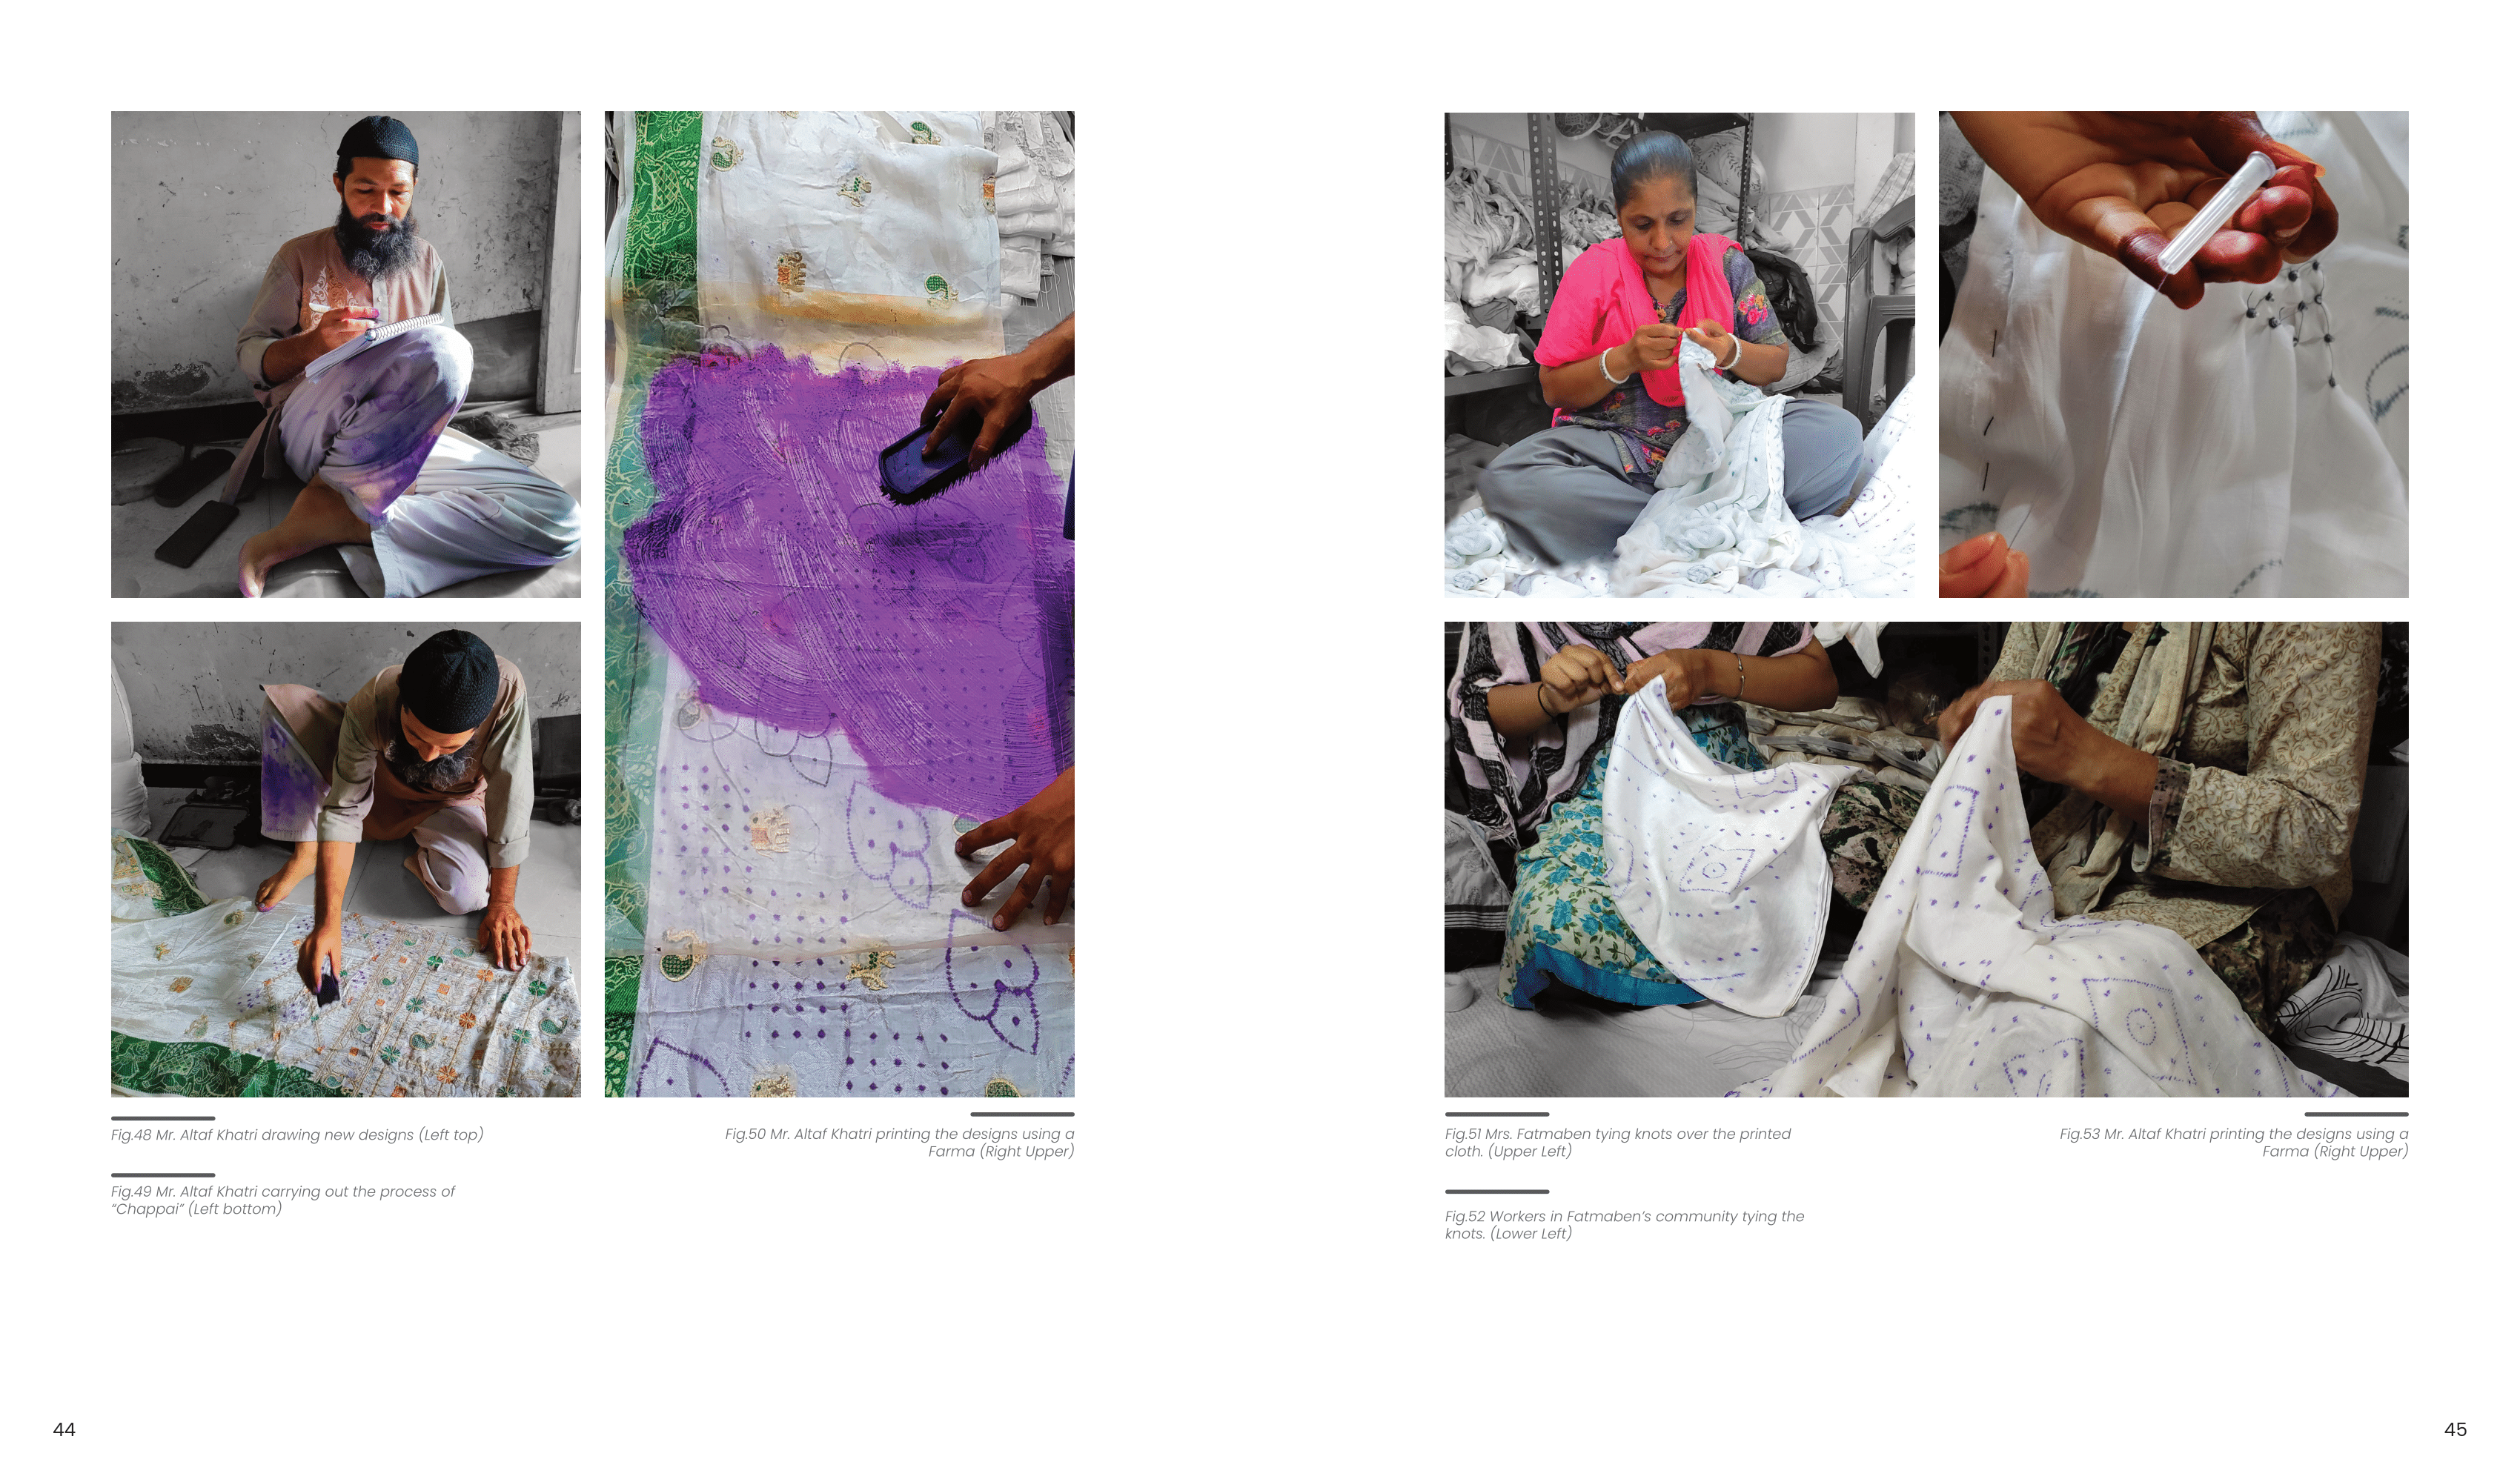 Fig.48 Mr. Altaf Khatri drawing new designs (Left top)
Fig.49 Mr. Altaf Khatri carrying out the process of
“Chappai” (Left bottom)
Fig.50 Mr. Altaf Khatri printing the designs using a
Farma (Right Upper)
Fig.51 Mrs. Fatmaben tying knots over the printed
cloth. (Upper Left)
Fig.52 Workers in Fatmaben’s community tying the
knots. (Lower Left)
Fig.53 Mr. Altaf Khatri printing the designs using a
Farma (Right Upper)
44
45